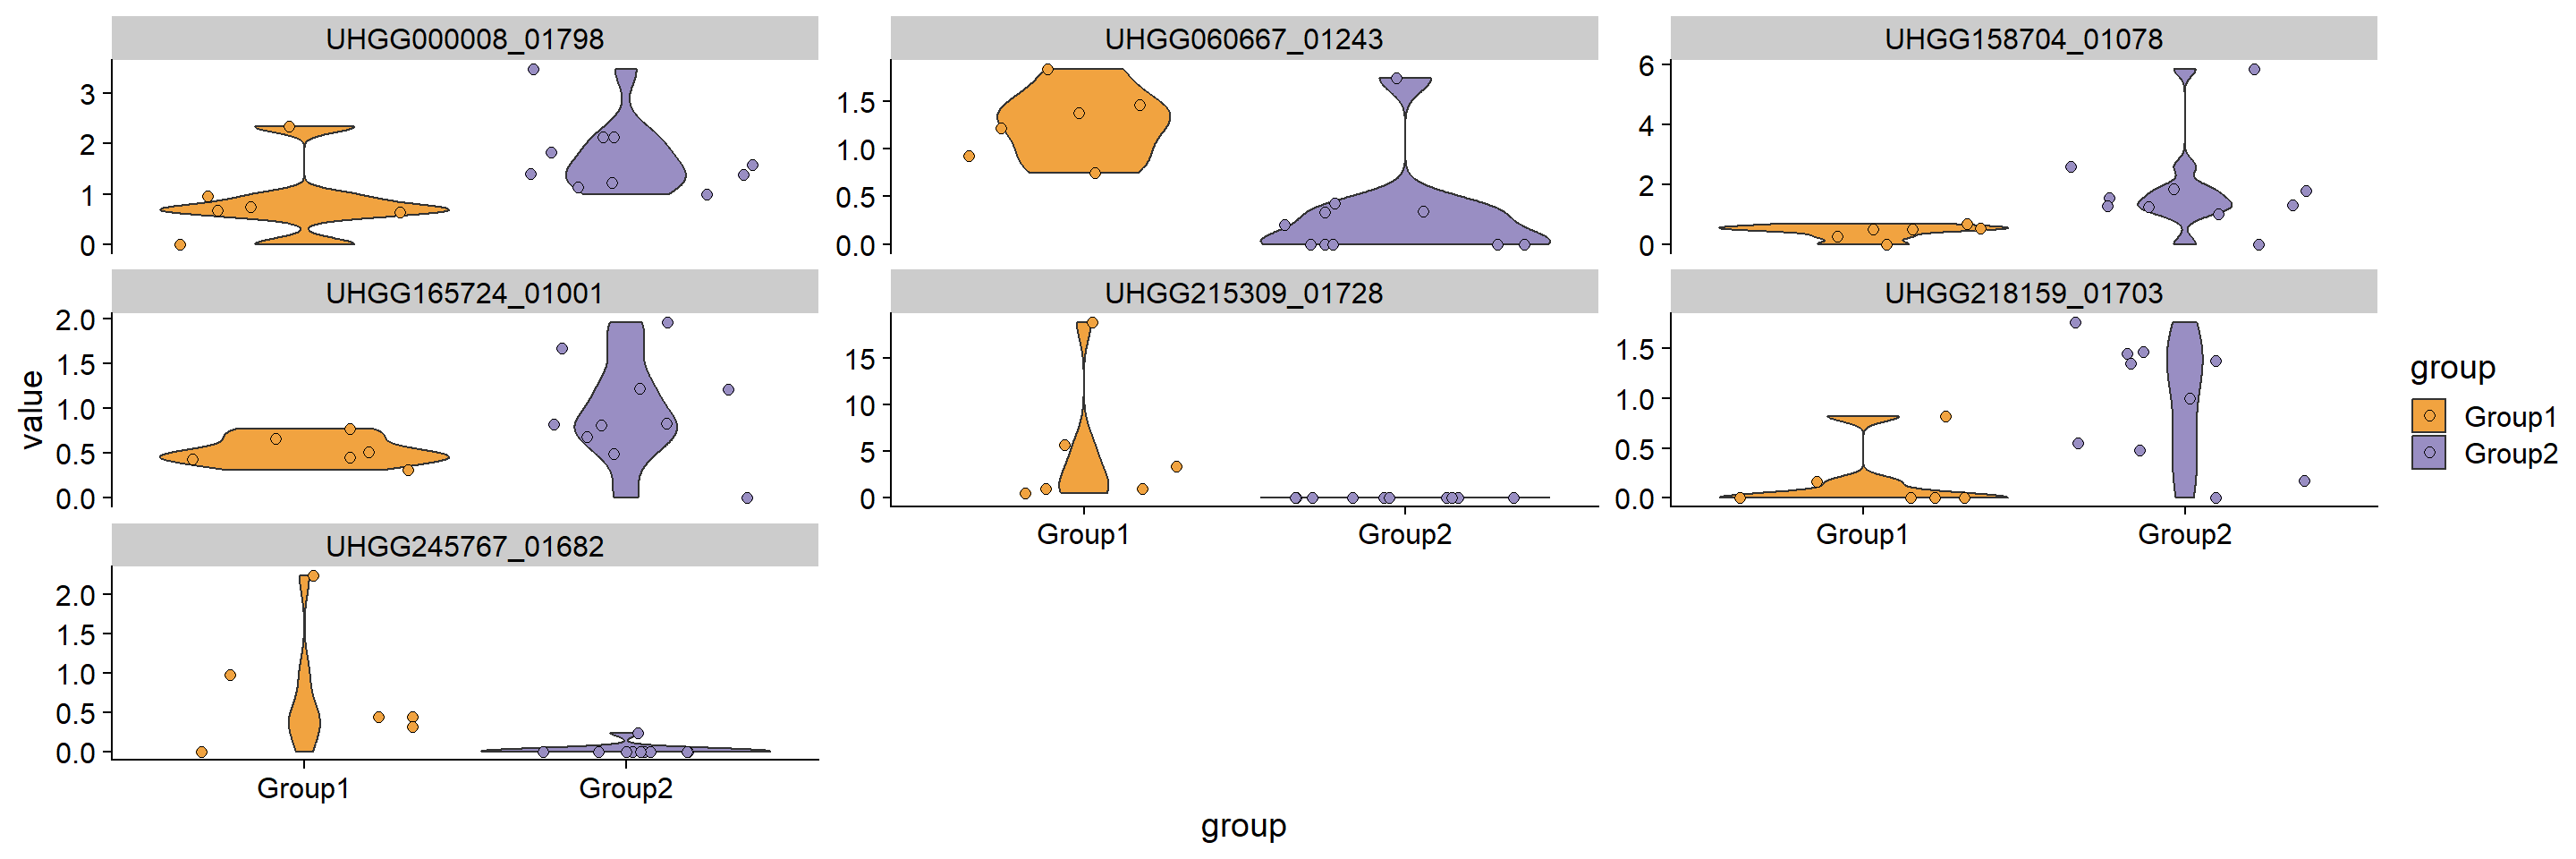 UHGG000008_01798
UHGG060667_01243
UHGG158704_01078
3
2
1
0
1.5
1.0
0.5
0.0
6
4
2
0
UHGG165724_01001
UHGG215309_01728
UHGG218159_01703
value
2.0
1.5
1.0
0.5
0.0
15
10
5
0
Group1
Group2
1.5
1.0
0.5
0.0
Group1
Group2
UHGG245767_01682
2.0
1.5
1.0
0.5
0.0
Group1
Group2
group
group
Group1
Group2